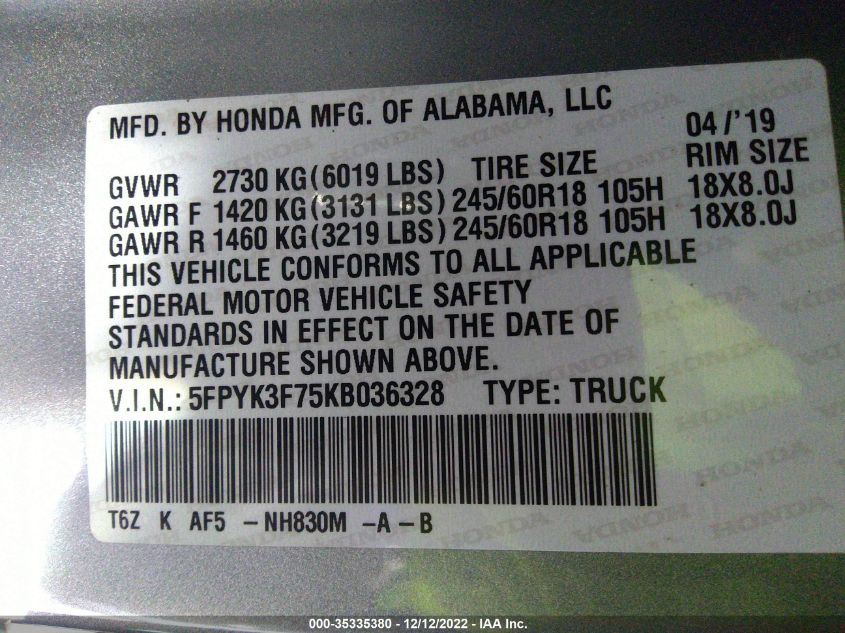 MFD. BY HONDA MFG. OF ALABAMA, LLC 04/'19
GVWR 2730 KG(6019 LBS) TIRE SIZE RIM SIZE
GAWR F 1420 KG(3131 LBS) 245/60R18 105H 18X8.0J
GAWR R 1460 KG(3219 LBS) 245/60R18 105H 18X8.0J
THIS VEHICLE CONFORMS TO ALL APPLICABLE
FEDERAL MOTOR VEHICLE SAFETY
STANDARDS IN EFFECT ON THE DATE OF
MANUFACTURE SHOWN ABOVE.
V.I.N.: 5FPYK3F75KB036328 TYPE: TRUCK
T6Z K AF5 -NH830M -A-B
000-35335380 - 12/12/2022 - IAA Inc.